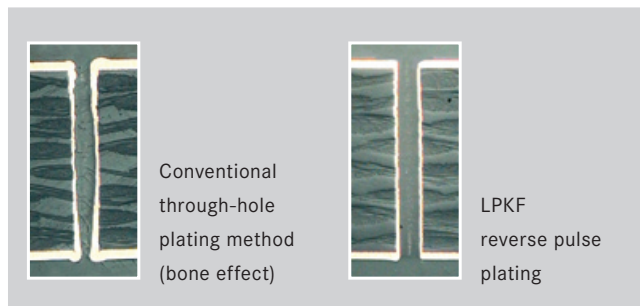 Conventional
through-hole
plating method
(bone effect)
LPKF
reverse pulse
plating